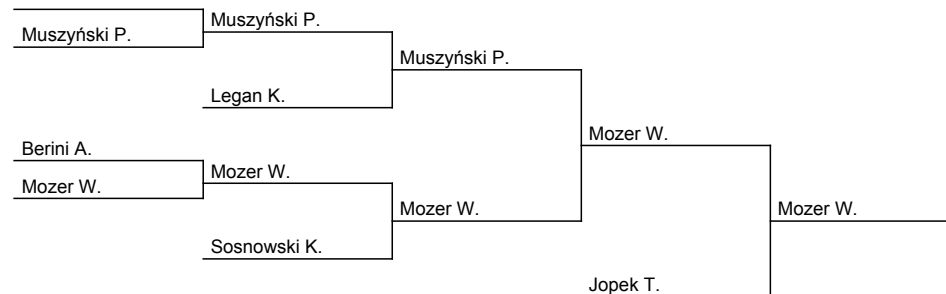 Muszyński P.
Muszyński P.
Muszyński P.
Legan K.
Mozer W.
Berini A.
Mozer W.
Mozer W.
Mozer W.
Mozer W.
Sosnowski K.
Jopek T.